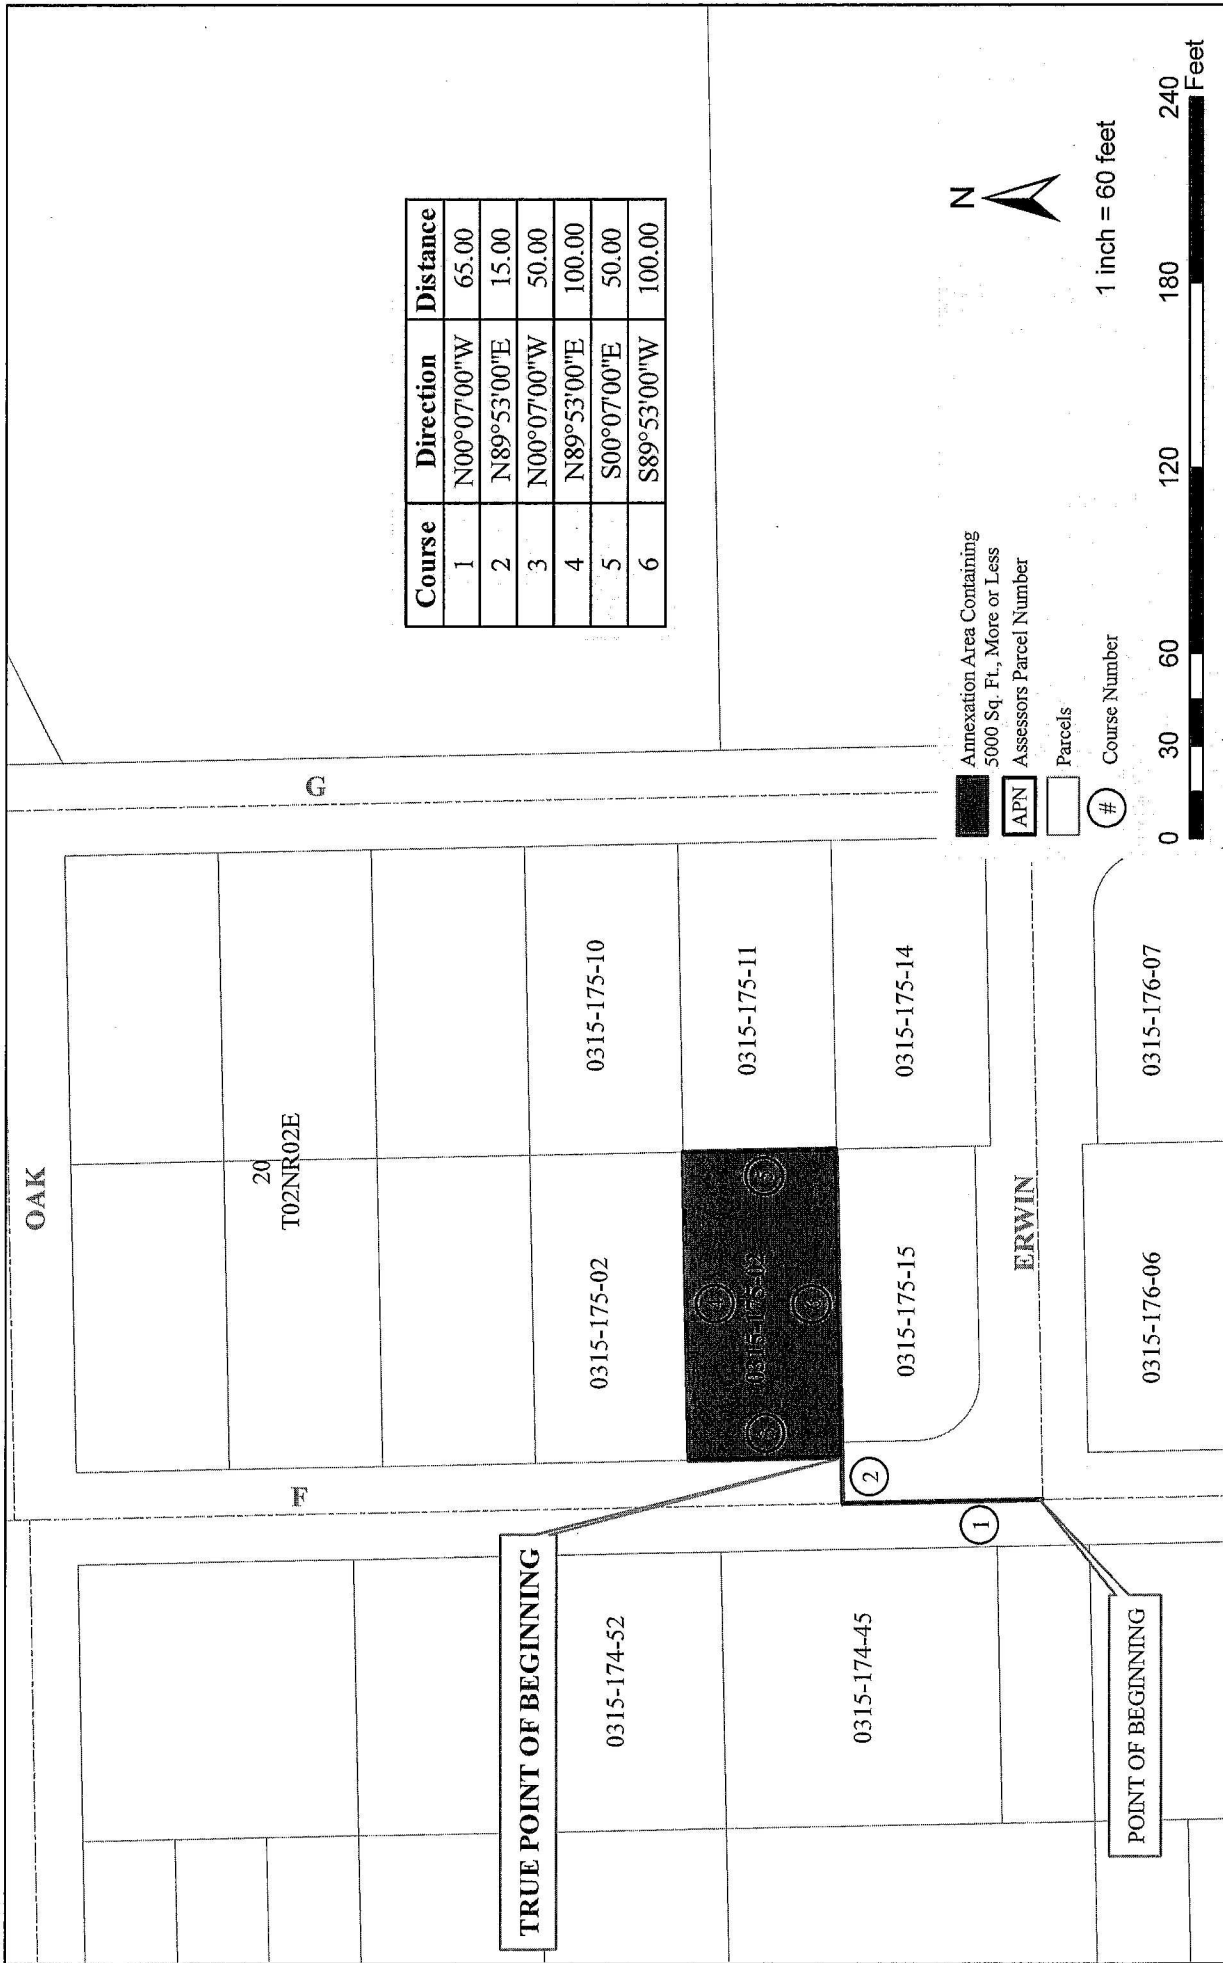 OAK
20
T02NR02E
F
G
Course Direction Distance
1 N00°07'00"W 65.00
2 N89°53'00"E 15.00
3 N00°07'00"W 50.00
4 N89°53'00"E 100.00
5 S00°07'00"E 50.00
6 S89°53'00"W 100.00
TRUE POINT OF BEGINNING
0315-175-02
0315-175-10
0315-174-52
4
0315-175-11
5
0315-174-45
2
0315-175-15
0315-175-14
1
ERWIN
POINT OF BEGINNING
0315-176-06
0315-176-07
Annexation Area Containing
5000 Sq. Ft., More or Less
APN Assessors Parcel Number
Parcels
# Course Number
N
1 inch = 60 feet
0 30 60 120 180 240
Feet